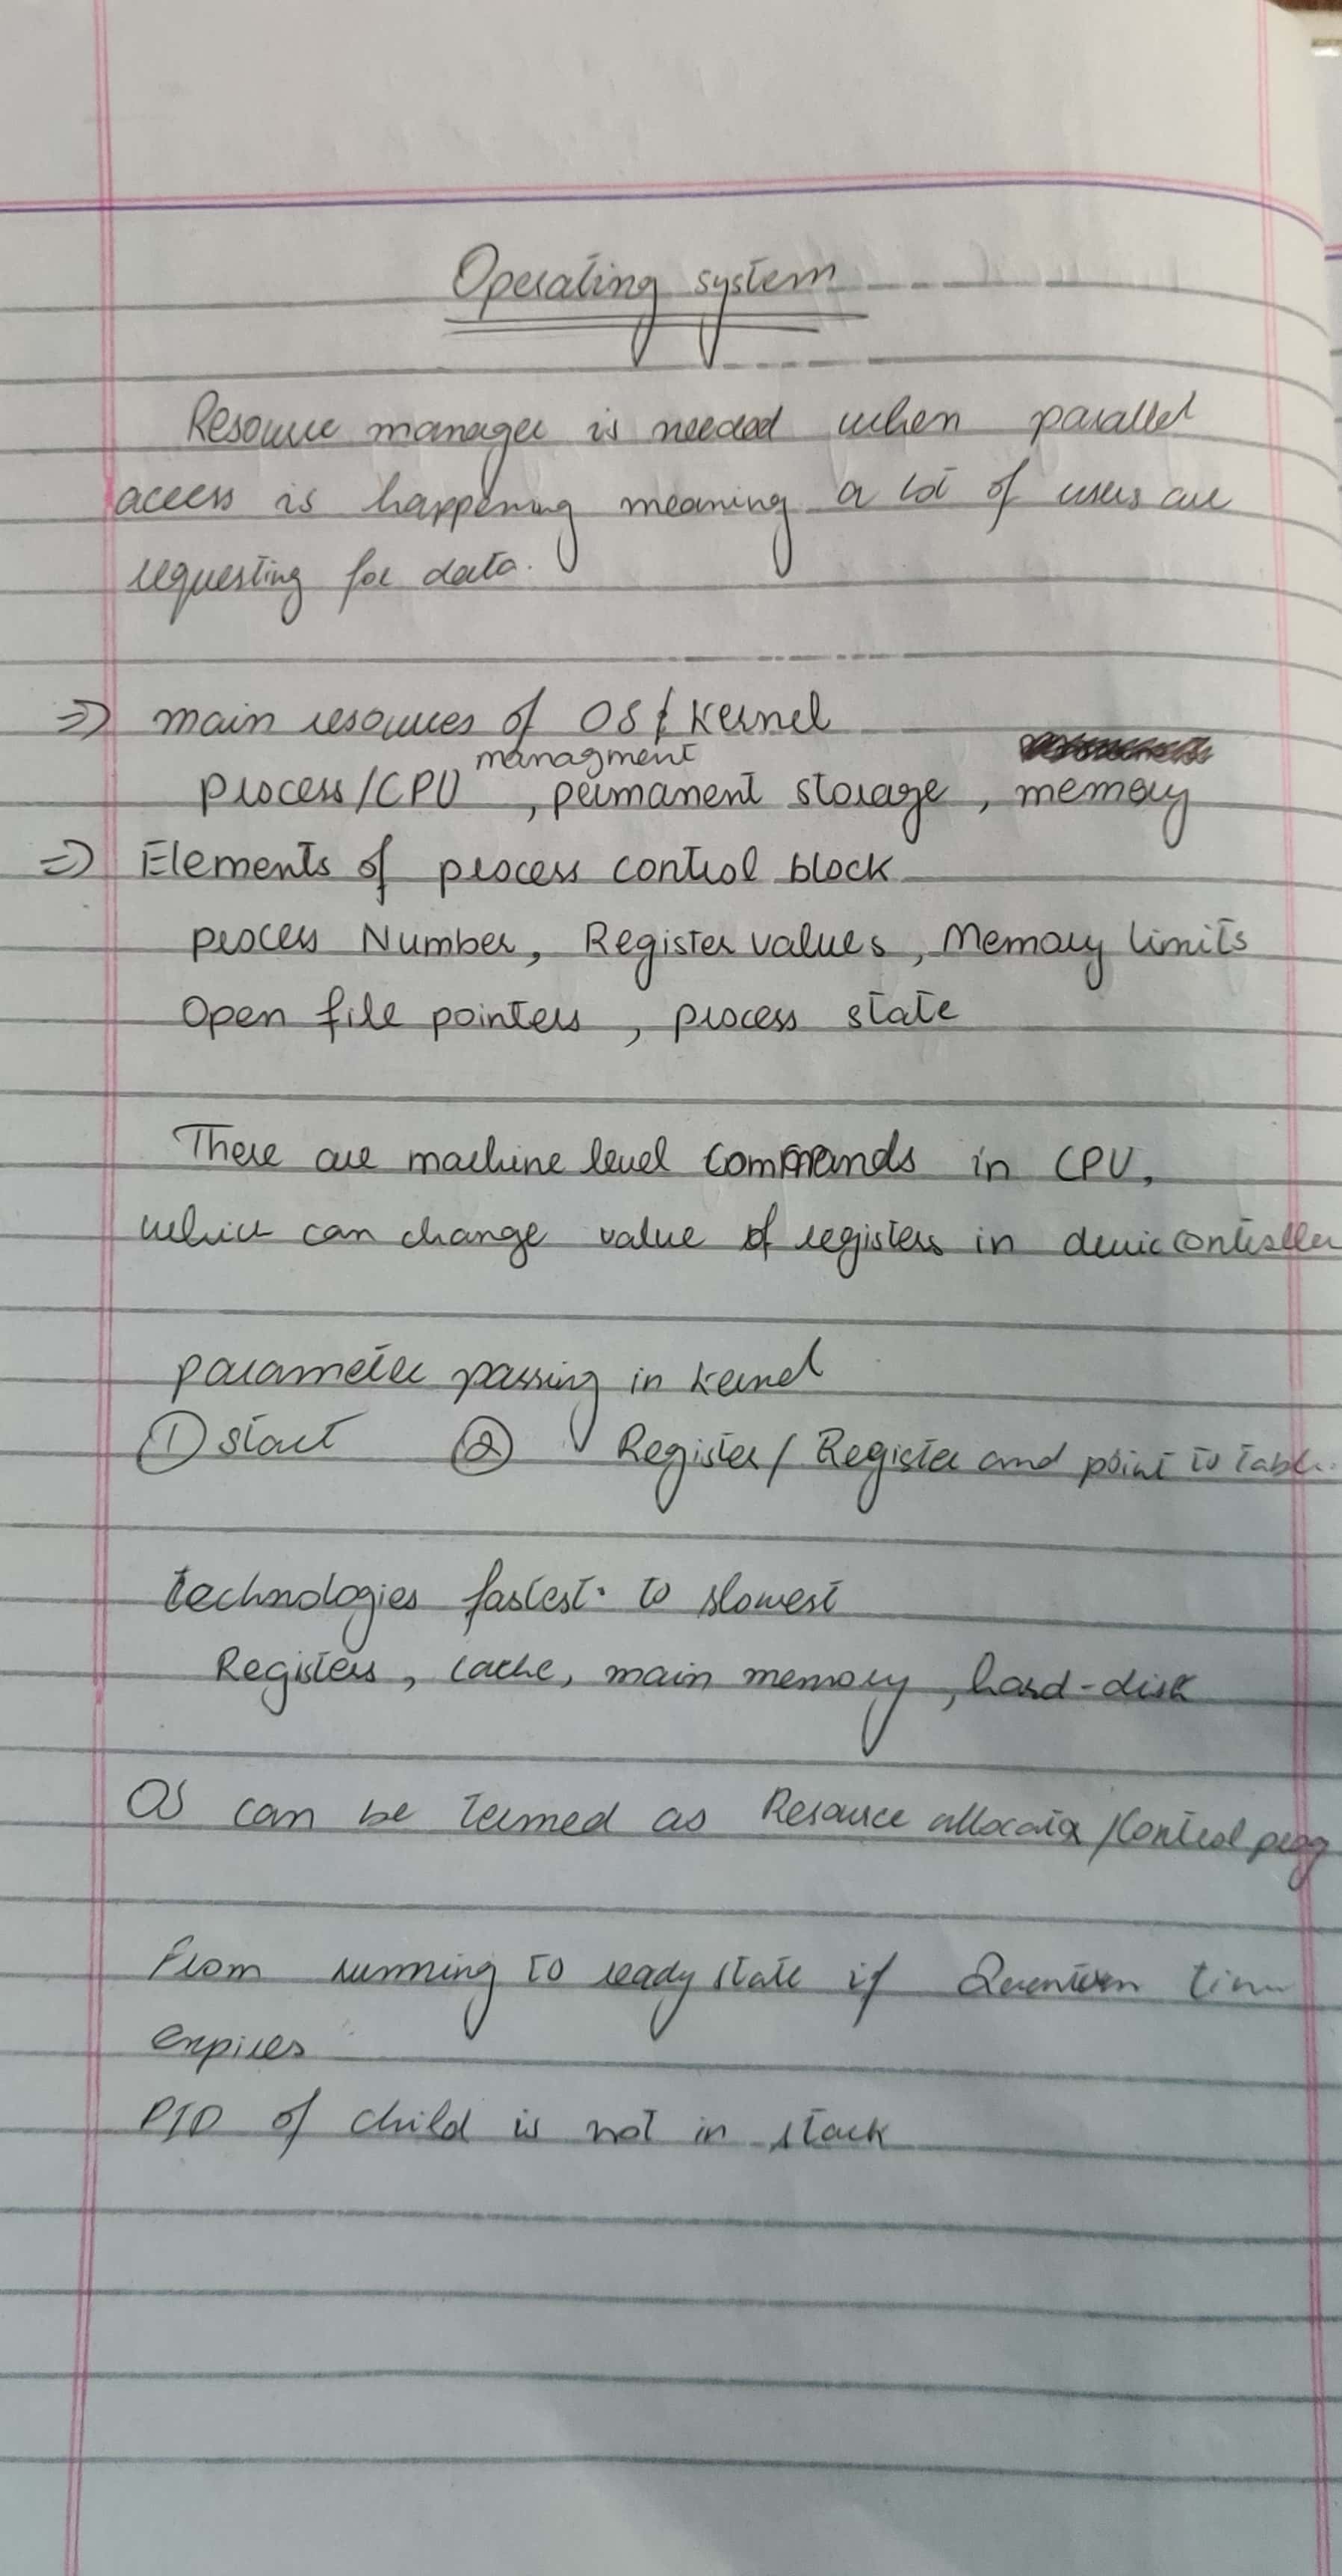 Operating system
Resource manager is needed when parallel
access is happening meaning a lot of users are
requesting for data.
=> main resources of OS & Kernel
managment
process/CPU , permanent storage , memory
=> Elements of process control block
process Number, Register values, Memory limits
Open file pointers , process state
There are machine level commands in CPU,
which can change value of registers in device controller
parameter passing in kernel
① start ② Register / Register and point to table
technologies fastest to slowest
Registers, cache, main memory, hard-disk
OS can be termed as Resource allocator / Control prog
From running to ready state if Quantum time
expires
PID of child is not in stack